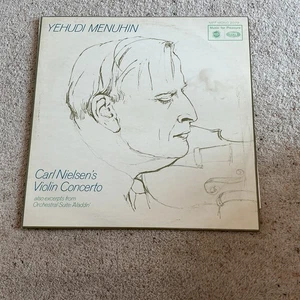 YEHUDI MENUHIN
Carl Nielsen's
Violin Concerto
also excerpts from
Orchestral Suite 'Aladdin'